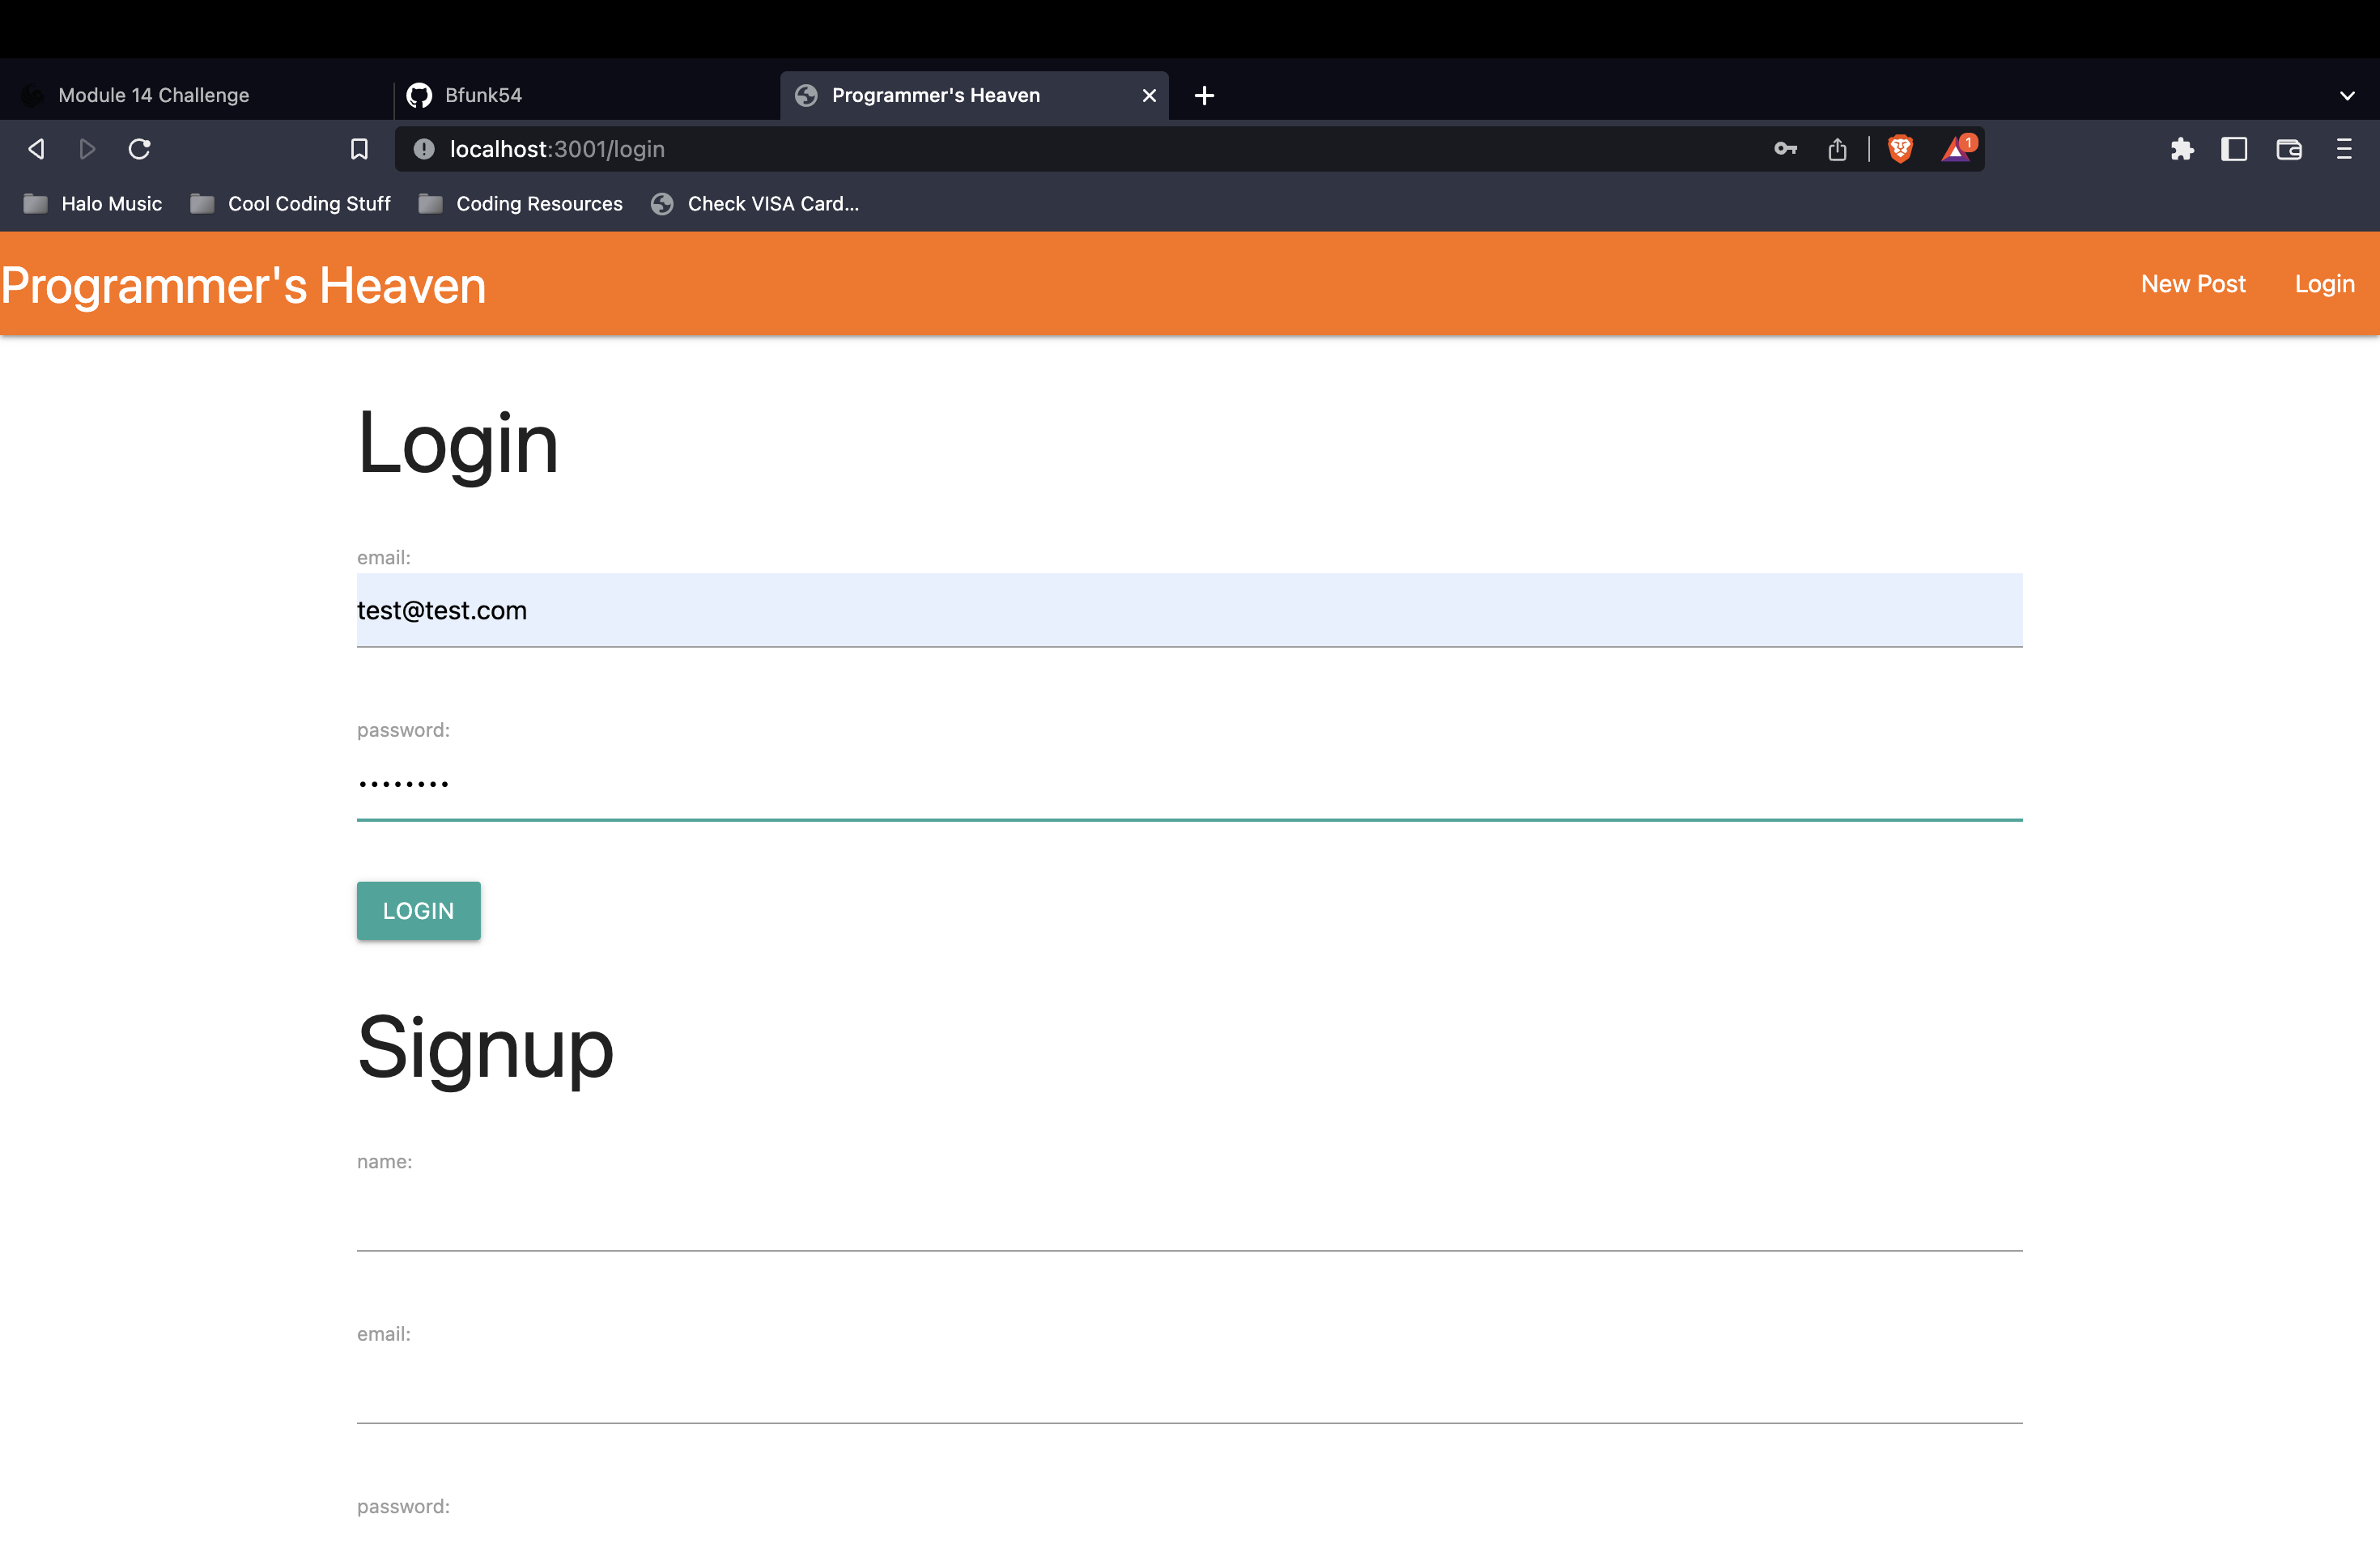 Module 14 Challenge
Bfunk54
Programmer's Heaven
localhost:3001/login
1
Halo Music
Cool Coding Stuff
Coding Resources
Check VISA Card...
Programmer's Heaven
New Post
Login
Login
email:
test@test.com
password:
••••••••
LOGIN
Signup
name:
email:
password: